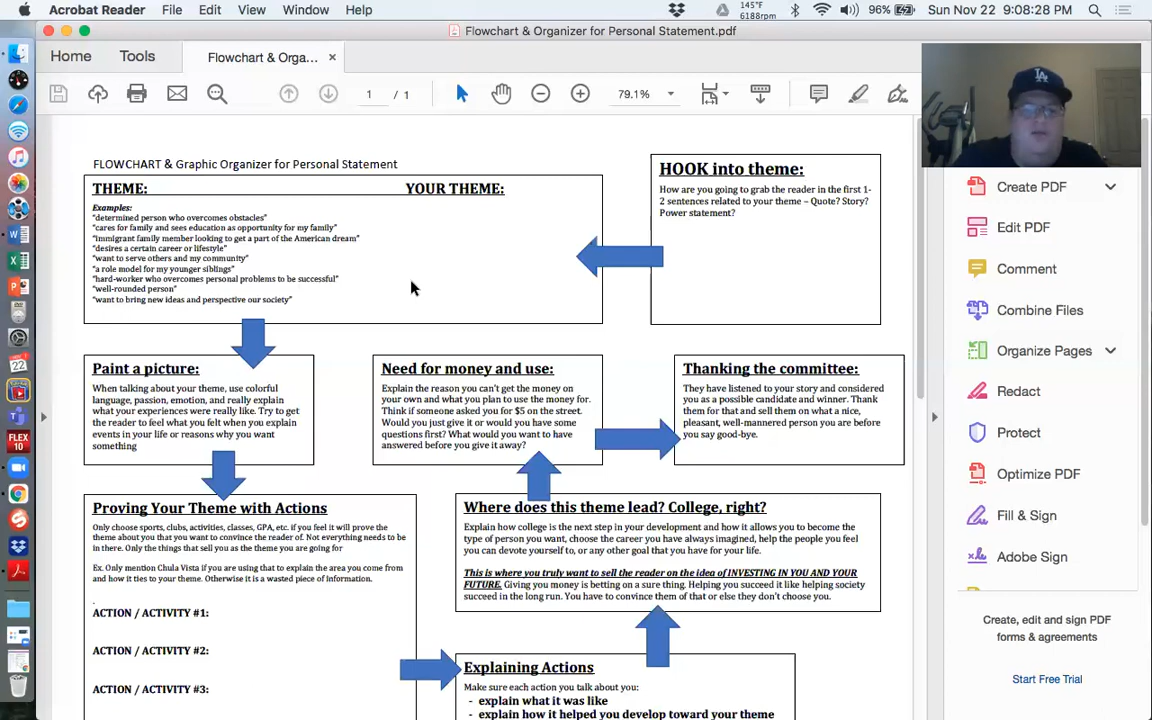 Acrobat Reader File Edit View Window Help
145°F
6188rpm
96%
Sun Nov 22 9:08:28 PM
Flowchart & Organizer for Personal Statement.pdf
Home Tools Flowchart & Orga... ×
1 / 1
79.1%
LA
FLOWCHART & Graphic Organizer for Personal Statement
THEME: YOUR THEME:
Examples:
"determined person who overcomes obstacles"
"cares for family and sees education as opportunity for my family"
"immigrant family member looking to get a part of the American dream"
"desires a certain career or lifestyle"
"want to serve others and my community"
"a role model for my younger siblings"
"hard-worker who overcomes personal problems to be successful"
"well-rounded person"
"want to bring new ideas and perspective our society"
HOOK into theme:
How are you going to grab the reader in the first 1-
2 sentences related to your theme – Quote? Story?
Power statement?
Paint a picture:
When talking about your theme, use colorful
language, passion, emotion, and really explain
what your experiences were really like. Try to get
the reader to feel what you felt when you explain
events in your life or reasons why you want
something
Need for money and use:
Explain the reason you can't get the money on
your own and what you plan to use the money for.
Think if someone asked you for $5 on the street.
Would you just give it or would you have some
questions first? What would you want to have
answered before you give it away?
Thanking the committee:
They have listened to your story and considered
you as a possible candidate and winner. Thank
them for that and sell them on what a nice,
pleasant, well-mannered person you are before
you say good-bye.
Proving Your Theme with Actions
Only choose sports, clubs, activities, classes, GPA, etc. if you feel it will prove the
theme about you that you want to convince the reader of. Not everything needs to be
in there. Only the things that sell you as the theme you are going for
Ex. Only mention Chula Vista if you are using that to explain the area you come from
and how it ties to your theme. Otherwise it is a wasted piece of information.
.
ACTION / ACTIVITY #1:
ACTION / ACTIVITY #2:
ACTION / ACTIVITY #3:
Where does this theme lead? College, right?
Explain how college is the next step in your development and how it allows you to become the
type of person you want, choose the career you have always imagined, help the people you feel
you can devote yourself to, or any other goal that you have for your life.
This is where you truly want to sell the reader on the idea of INVESTING IN YOU AND YOUR
FUTURE. Giving you money is betting on a sure thing. Helping you succeed it like helping society
succeed in the long run. You have to convince them of that or else they don't choose you.
Explaining Actions
Make sure each action you talk about you:
- explain what it was like
- explain how it helped you develop toward your theme
Create PDF
Edit PDF
Comment
Combine Files
Organize Pages
Redact
Protect
Optimize PDF
Fill & Sign
Adobe Sign
Create, edit and sign PDF
forms & agreements
Start Free Trial
FLEX
10
22